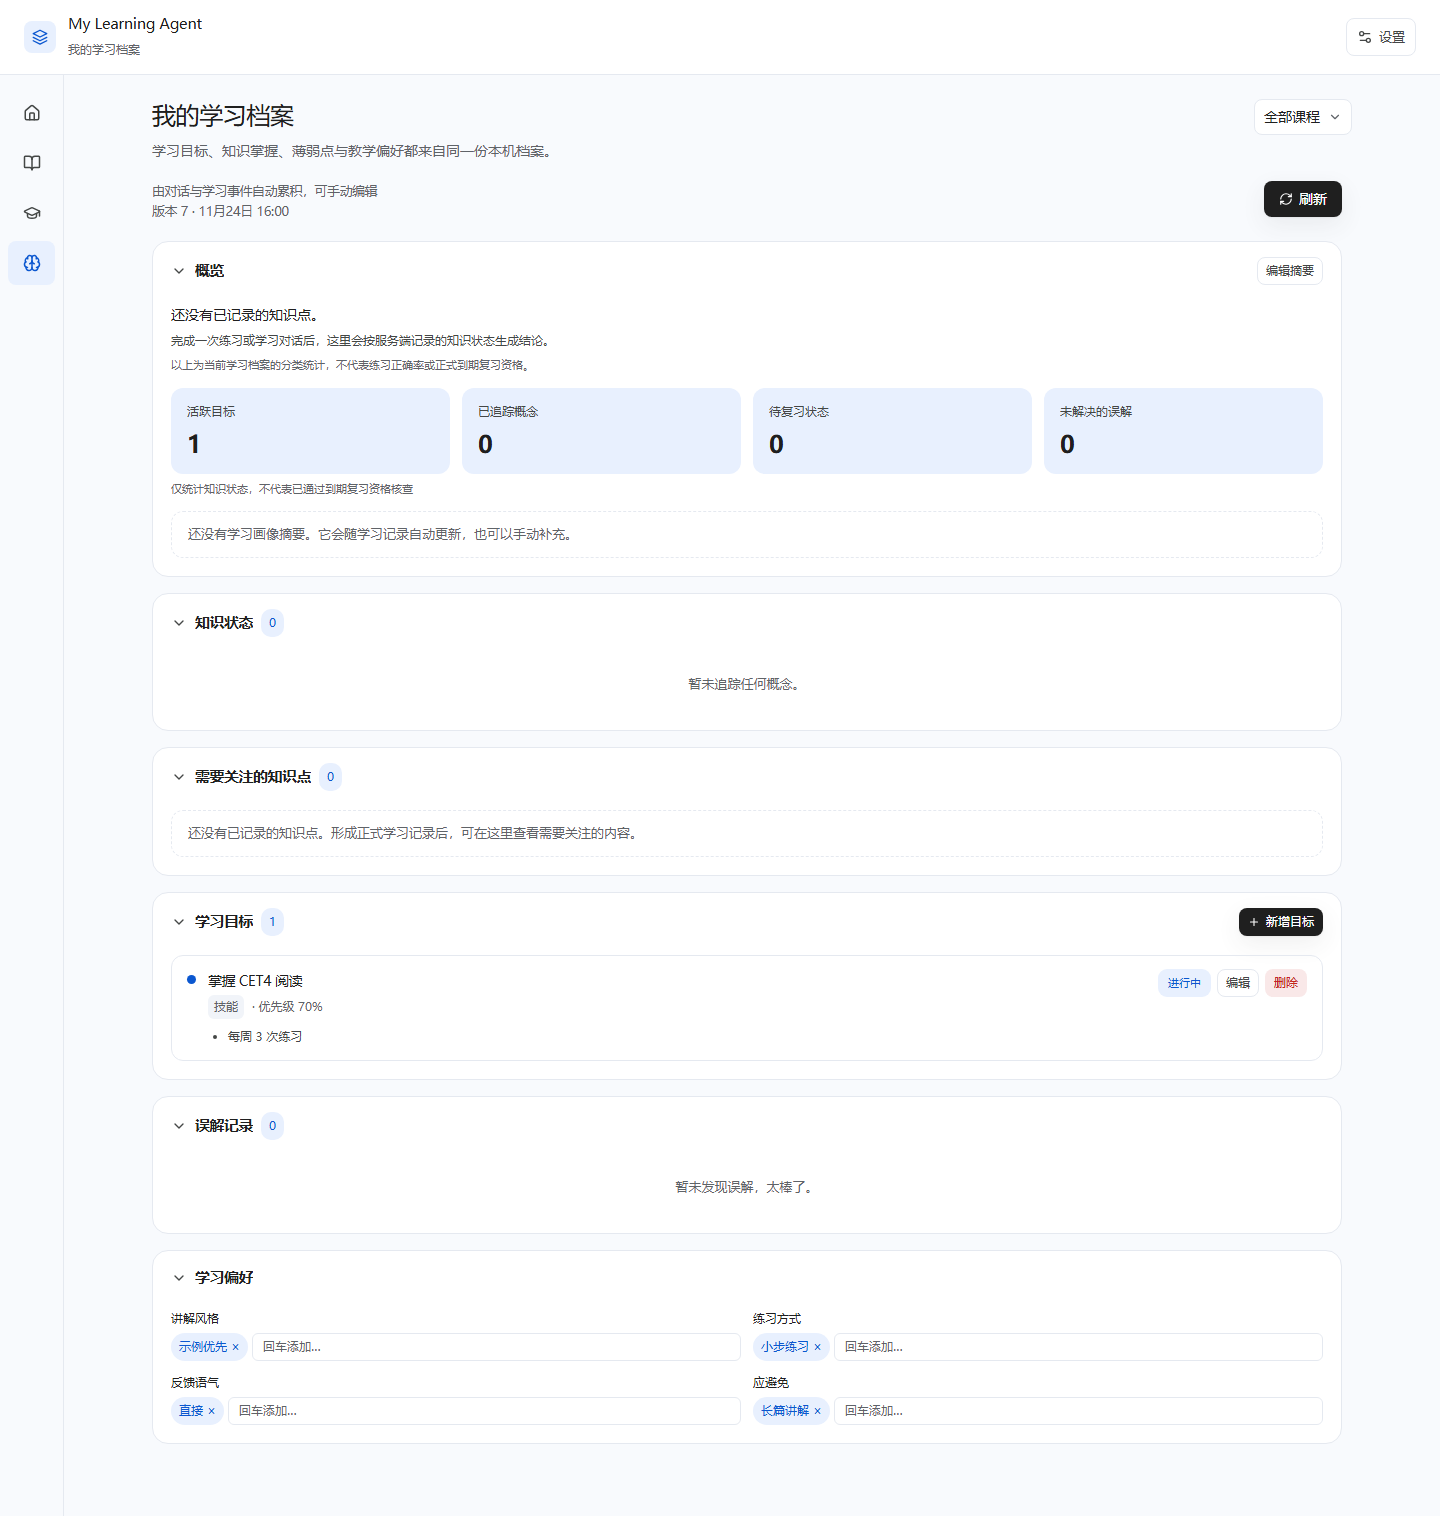 My Learning Agent
我的学习档案
设置
我的学习档案
全部课程
学习目标、知识掌握、薄弱点与教学偏好都来自同一份本机档案。
由对话与学习事件自动累积，可手动编辑
版本 7 · 11月24日 16:00
刷新
概览
编辑摘要
还没有已记录的知识点。
完成一次练习或学习对话后，这里会按服务端记录的知识状态生成结论。
以上为当前学习档案的分类统计，不代表练习正确率或正式到期复习资格。
活跃目标
1
已追踪概念
0
待复习状态
0
未解决的误解
0
仅统计知识状态，不代表已通过到期复习资格核查
还没有学习画像摘要。它会随学习记录自动更新，也可以手动补充。
知识状态 0
暂未追踪任何概念。
需要关注的知识点 0
还没有已记录的知识点。形成正式学习记录后，可在这里查看需要关注的内容。
学习目标 1
+ 新增目标
掌握 CET4 阅读
进行中 编辑 删除
技能 · 优先级 70%
• 每周 3 次练习
误解记录 0
暂未发现误解，太棒了。
学习偏好
讲解风格
示例优先 × 回车添加...
练习方式
小步练习 × 回车添加...
反馈语气
直接 × 回车添加...
应避免
长篇讲解 × 回车添加...